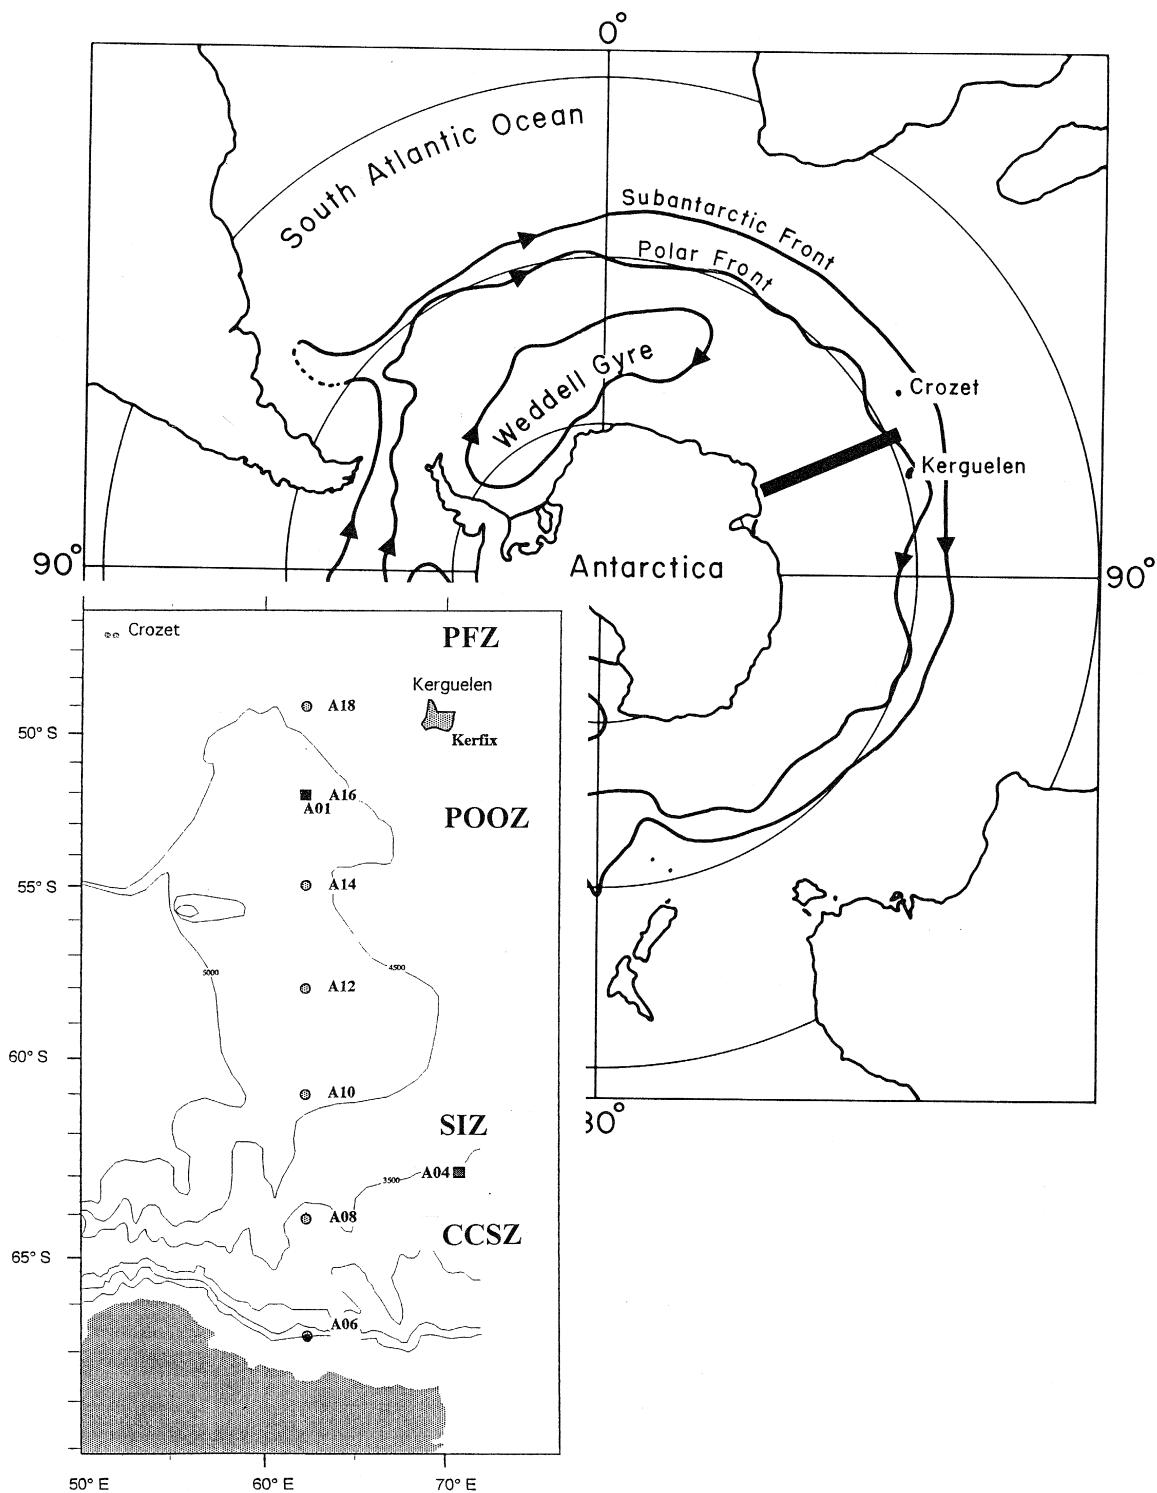 0°
South Atlantic Ocean
Subantarctic Front
Polar Front
Weddell Gyre
Crozet
Kerguelen
90°
Antarctica
90°
Crozet
PFZ
Kerguelen
A18
50° S
Kerfix
A16
A01
POOZ
55° S
A14
5000
4500
A12
60° S
A10
SIZ
30°
A04
3500
A08
CCSZ
65° S
A06
50° E
60° E
70° E